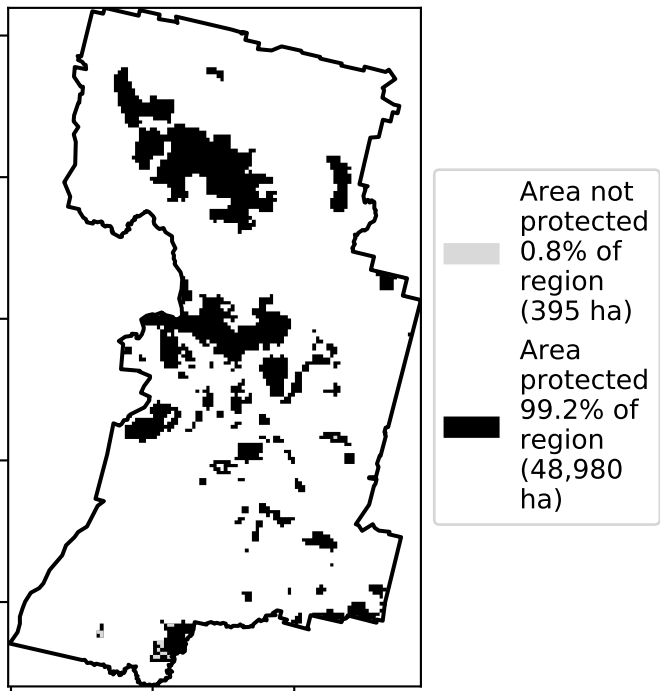 Area not
protected
0.8% of
region
(395 ha)
Area
protected
99.2% of
region
(48,980
ha)